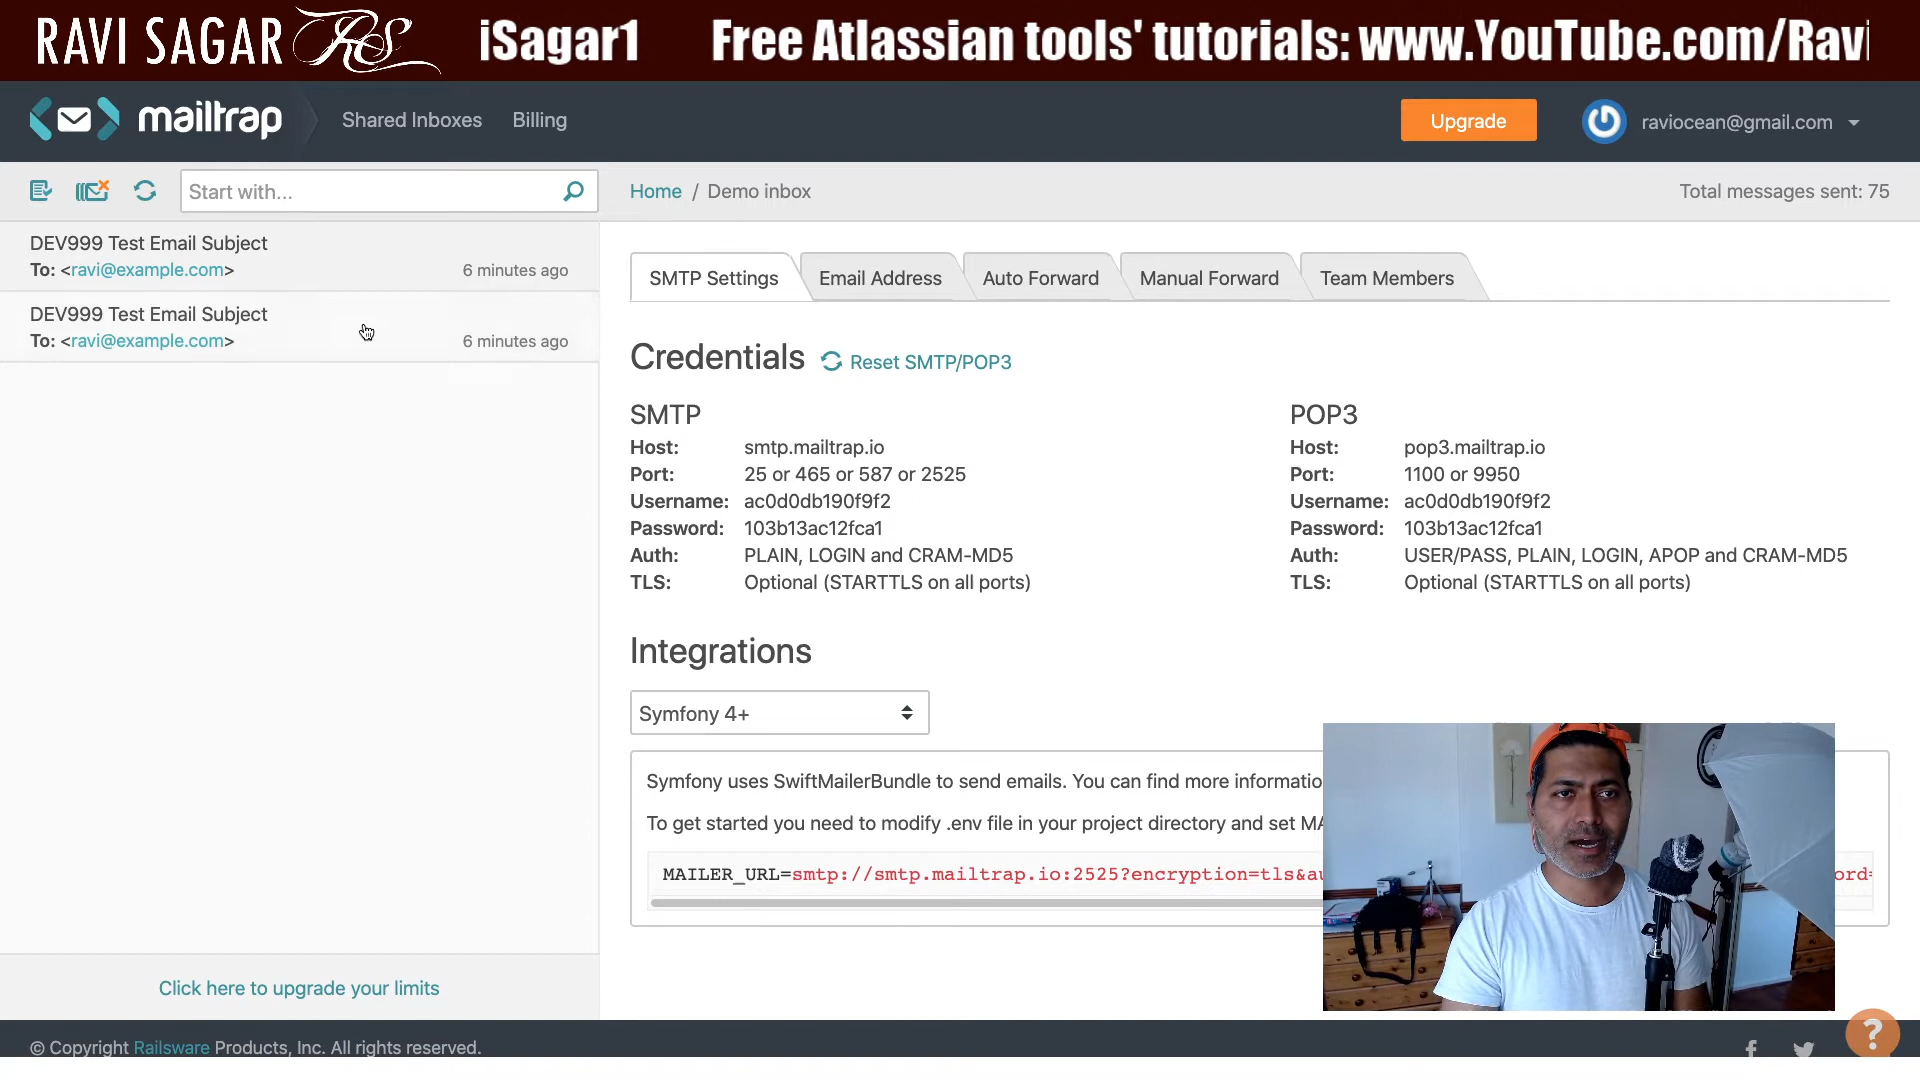 RAVI SAGAR RS iSagar1 Free Atlassian tools' tutorials: www.YouTube.com/Ravi
mailtrap Shared Inboxes Billing Upgrade raviocean@gmail.com
Start with... Home / Demo inbox Total messages sent: 75
DEV999 Test Email Subject
To: <ravi@example.com> 6 minutes ago
DEV999 Test Email Subject
To: <ravi@example.com> 6 minutes ago
SMTP Settings Email Address Auto Forward Manual Forward Team Members
Credentials Reset SMTP/POP3
SMTP
Host: smtp.mailtrap.io
Port: 25 or 465 or 587 or 2525
Username: ac0d0db190f9f2
Password: 103b13ac12fca1
Auth: PLAIN, LOGIN and CRAM-MD5
TLS: Optional (STARTTLS on all ports)
POP3
Host: pop3.mailtrap.io
Port: 1100 or 9950
Username: ac0d0db190f9f2
Password: 103b13ac12fca1
Auth: USER/PASS, PLAIN, LOGIN, APOP and CRAM-MD5
TLS: Optional (STARTTLS on all ports)
Integrations
Symfony 4+
Symfony uses SwiftMailerBundle to send emails. You can find more informatio
To get started you need to modify .env file in your project directory and set MA
MAILER_URL=smtp://smtp.mailtrap.io:2525?encryption=tls&au ord=
Click here to upgrade your limits
© Copyright Railsware Products, Inc. All rights reserved.
?